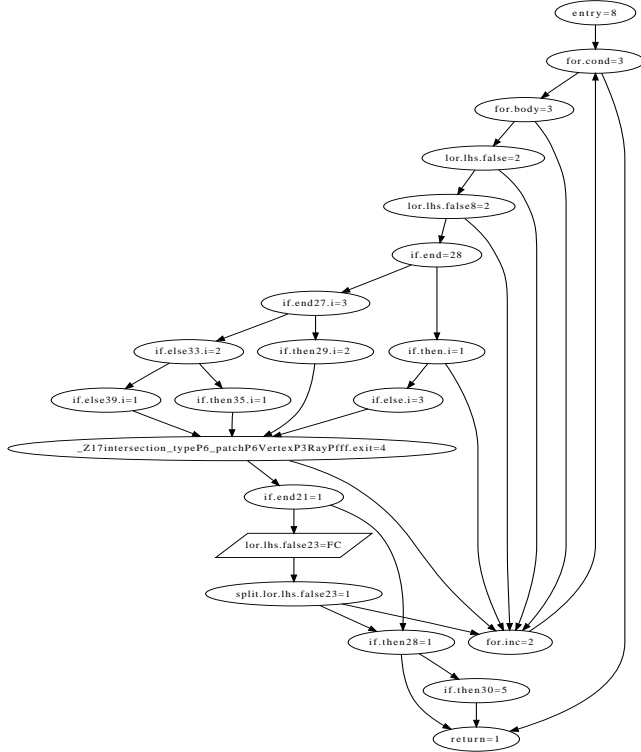 entry=8
for.cond=3
for.body=3
lor.lhs.false=2
lor.lhs.false8=2
if.end=28
if.end27.i=3
if.else33.i=2
if.then29.i=2
if.then.i=1
if.else39.i=1
if.then35.i=1
if.else.i=3
_Z17intersection_typeP6_patchP6VertexP3RayPfff.exit=4
if.end21=1
lor.lhs.false23=FC
split.lor.lhs.false23=1
if.then28=1
for.inc=2
if.then30=5
return=1